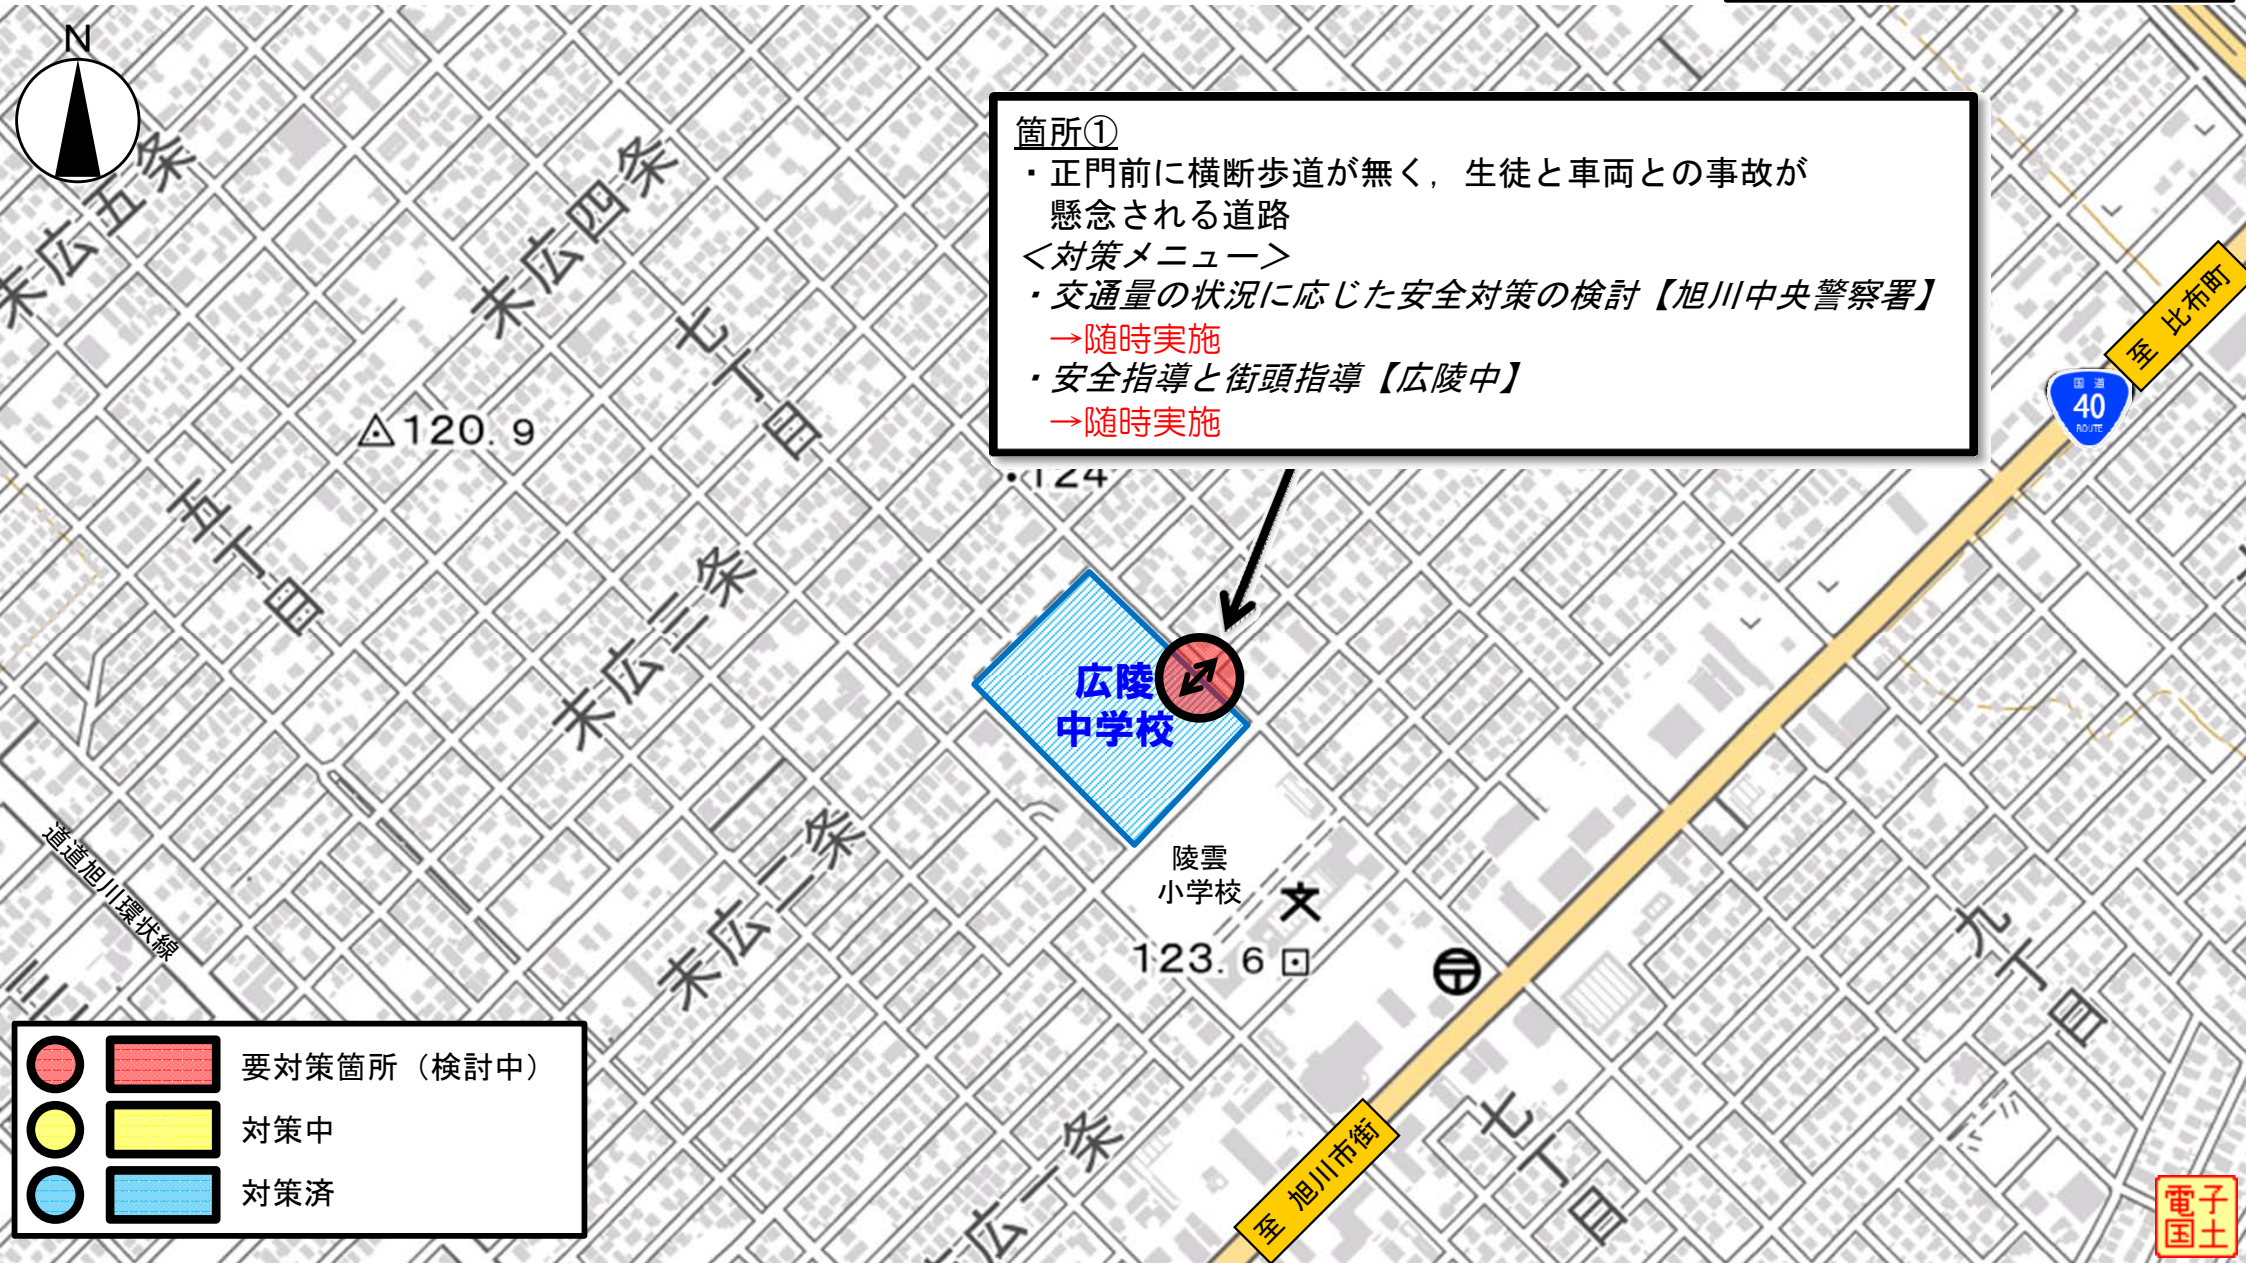 N
箇所①
・正門前に横断歩道が無く，生徒と車両との事故が
懸念される道路
＜対策メニュー＞
・交通量の状況に応じた安全対策の検討【旭川中央警察署】
→随時実施
・安全指導と街頭指導【広陵中】
→随時実施
末広五条
末広四条
七丁目
至 比布町
国道
40
ROUTE
120.9
・124
五丁目
末広三条
広陵
中学校
道道旭川環状線
末広二条
陵雲
小学校
文
123.6
九丁目
三
末広一条
七丁目
至 旭川市街
要対策箇所（検討中）
対策中
対策済
電子
国土